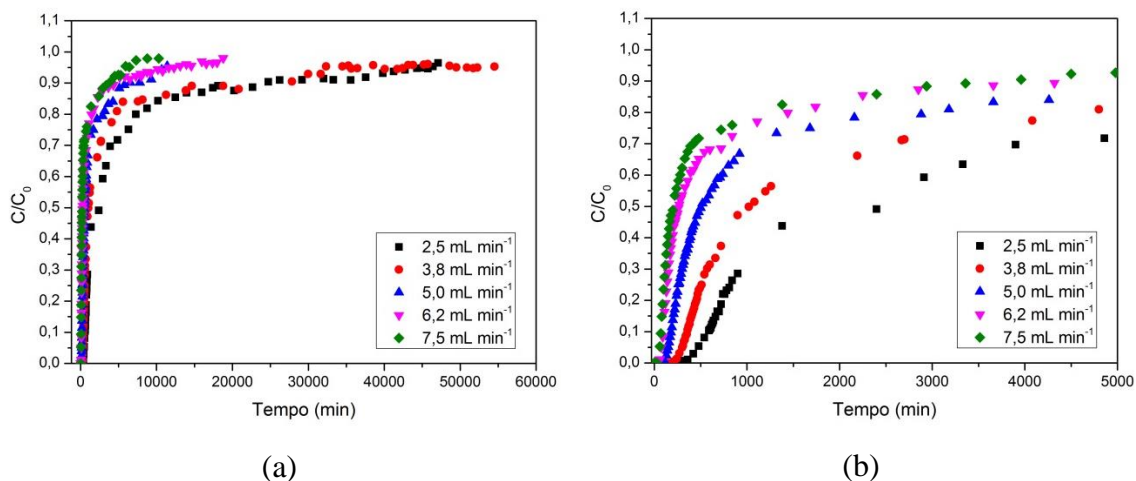 (a)
(b)
C/C0
1,1
1,0
0,9
0,8
0,7
0,6
0,5
0,4
0,3
0,2
0,1
0,0
0
10000
20000
30000
40000
50000
60000
Tempo (min)
2,5 mL min⁻¹
3,8 mL min⁻¹
5,0 mL min⁻¹
6,2 mL min⁻¹
7,5 mL min⁻¹
(a)
C/C0
1,1
1,0
0,9
0,8
0,7
0,6
0,5
0,4
0,3
0,2
0,1
0,0
0
1000
2000
3000
4000
5000
Tempo (min)
2,5 mL min⁻¹
3,8 mL min⁻¹
5,0 mL min⁻¹
6,2 mL min⁻¹
7,5 mL min⁻¹
(b)